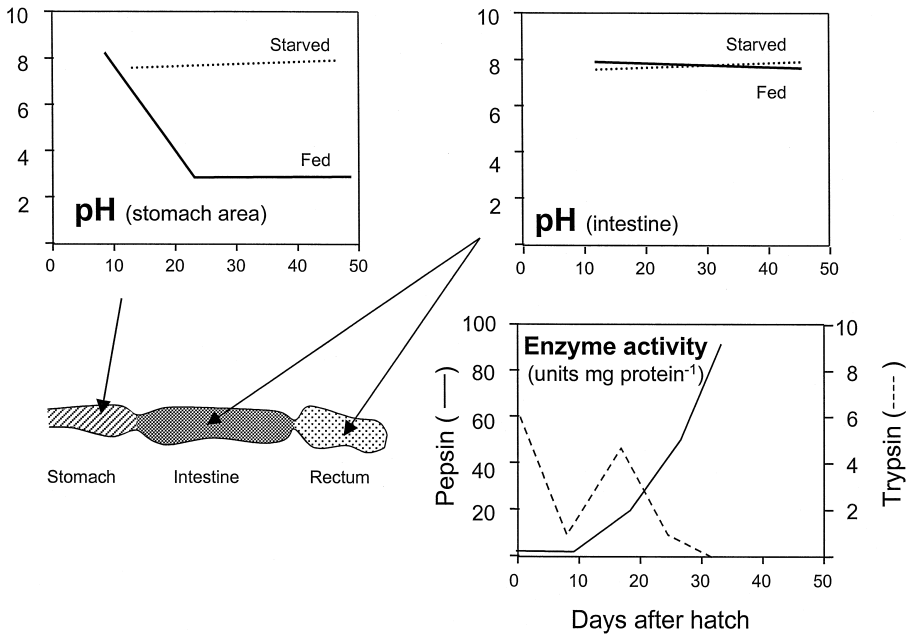 10
8
6
4
2
Starved
Fed
pH (stomach area)
0 10 20 30 40 50
10
8
6
4
2
Starved
Fed
pH (intestine)
0 10 20 30 40 50
Stomach Intestine Rectum
Pepsin ( — )
100
80
60
40
20
Enzyme activity
(units mg protein-1)
10
8
6
4
2
Trypsin ( ---- )
0 10 20 30 40 50
Days after hatch